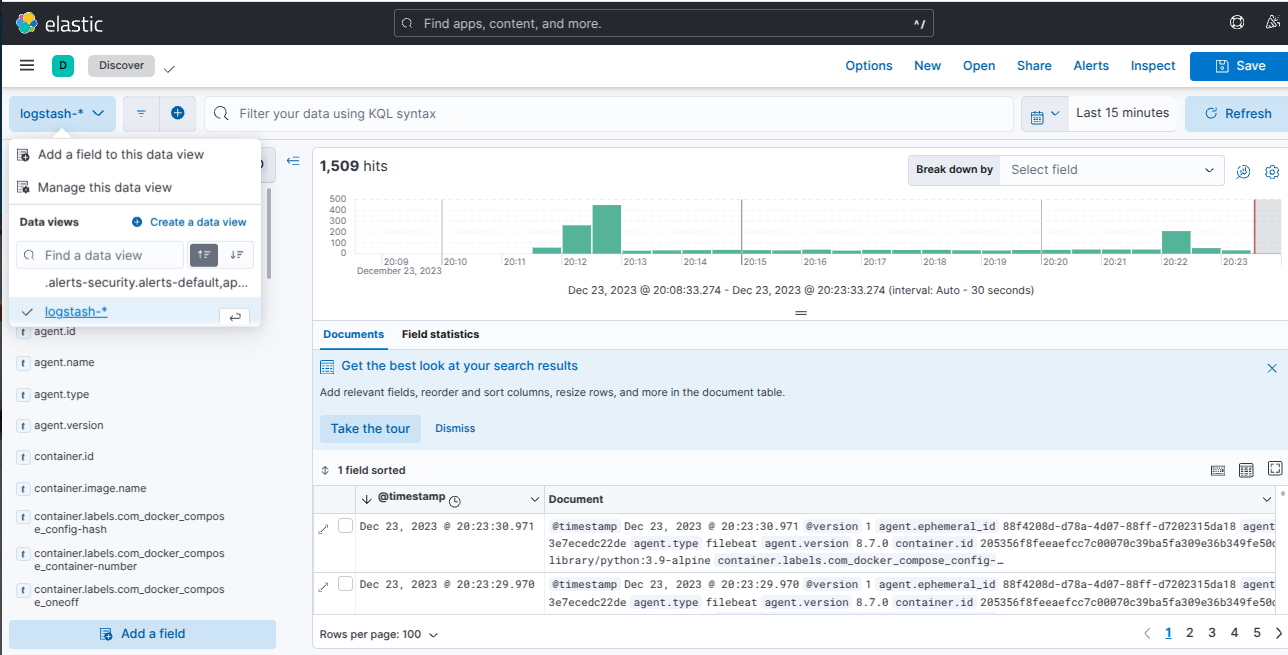 elastic
Find apps, content, and more.
^/
D
Discover
Options
New
Open
Share
Alerts
Inspect
Save
logstash-*
Filter your data using KQL syntax
Last 15 minutes
Refresh
Add a field to this data view
Manage this data view
Data views
Create a data view
Find a data view
.alerts-security.alerts-default,ap...
logstash-*
t agent.id
t agent.name
t agent.type
t agent.version
t container.id
t container.image.name
t container.labels.com_docker_compos
e_config-hash
t container.labels.com_docker_compos
e_container-number
t container.labels.com_docker_compos
e_oneoff
Add a field
1,509 hits
Break down by
Select field
500
400
300
200
100
0
20:09
20:10
20:11
20:12
20:13
20:14
20:15
20:16
20:17
20:18
20:19
20:20
20:21
20:22
20:23
December 23, 2023
Dec 23, 2023 @ 20:08:33.274 - Dec 23, 2023 @ 20:23:33.274 (interval: Auto - 30 seconds)
Documents
Field statistics
Get the best look at your search results
Add relevant fields, reorder and sort columns, resize rows, and more in the document table.
Take the tour
Dismiss
1 field sorted
@timestamp
Document
Dec 23, 2023 @ 20:23:30.971
@timestamp Dec 23, 2023 @ 20:23:30.971 @version 1 agent.ephemeral_id 88f4208d-d78a-4d07-88ff-d7202315da18 agent
3e7ecedc22de agent.type filebeat agent.version 8.7.0 container.id 205356f8feeaefcc7c00070c39ba5fa309e36b349fe50d
library/python:3.9-alpine container.labels.com_docker_compose_config-…
Dec 23, 2023 @ 20:23:29.970
@timestamp Dec 23, 2023 @ 20:23:29.970 @version 1 agent.ephemeral_id 88f4208d-d78a-4d07-88ff-d7202315da18 agent
3e7ecedc22de agent.type filebeat agent.version 8.7.0 container.id 205356f8feeaefcc7c00070c39ba5fa309e36b349fe50d
Rows per page: 100
1 2 3 4 5